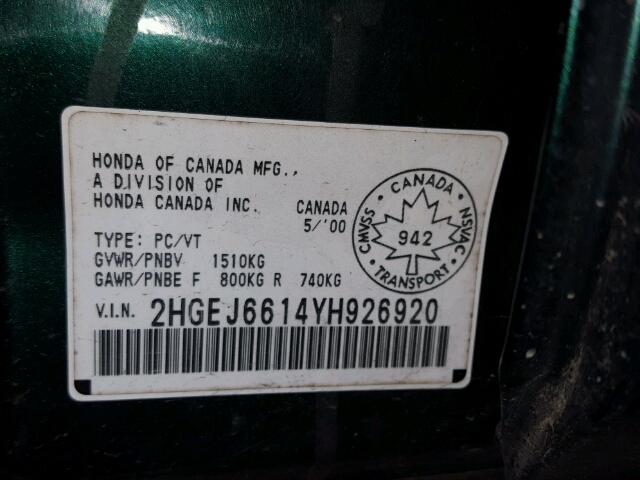 HONDA OF CANADA MFG.,
A DIVISION OF
HONDA CANADA INC. CANADA
5/'00
TYPE: PC/VT
GVWR/PNBV 1510KG
GAWR/PNBE F 800KG R 740KG
V.I.N. 2HGEJ6614YH926920
CANADA
CMVSS
NSVAC
942
TRANSPORT